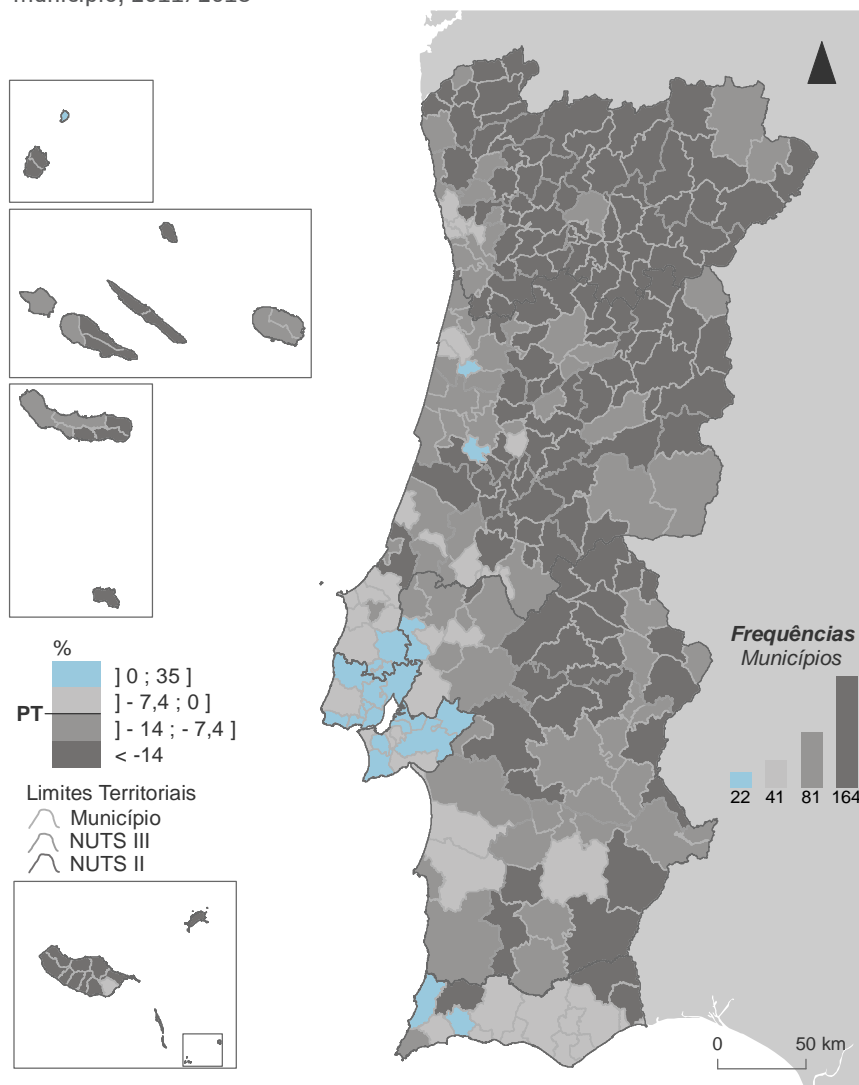 %
] 0 ; 35 ]
] - 7,4 ; 0 ]
PT
] - 14 ; - 7,4 ]
< -14
Limites Territoriais
Município
NUTS III
NUTS II
Frequências
Municípios
22 41 81 164
0 50 km